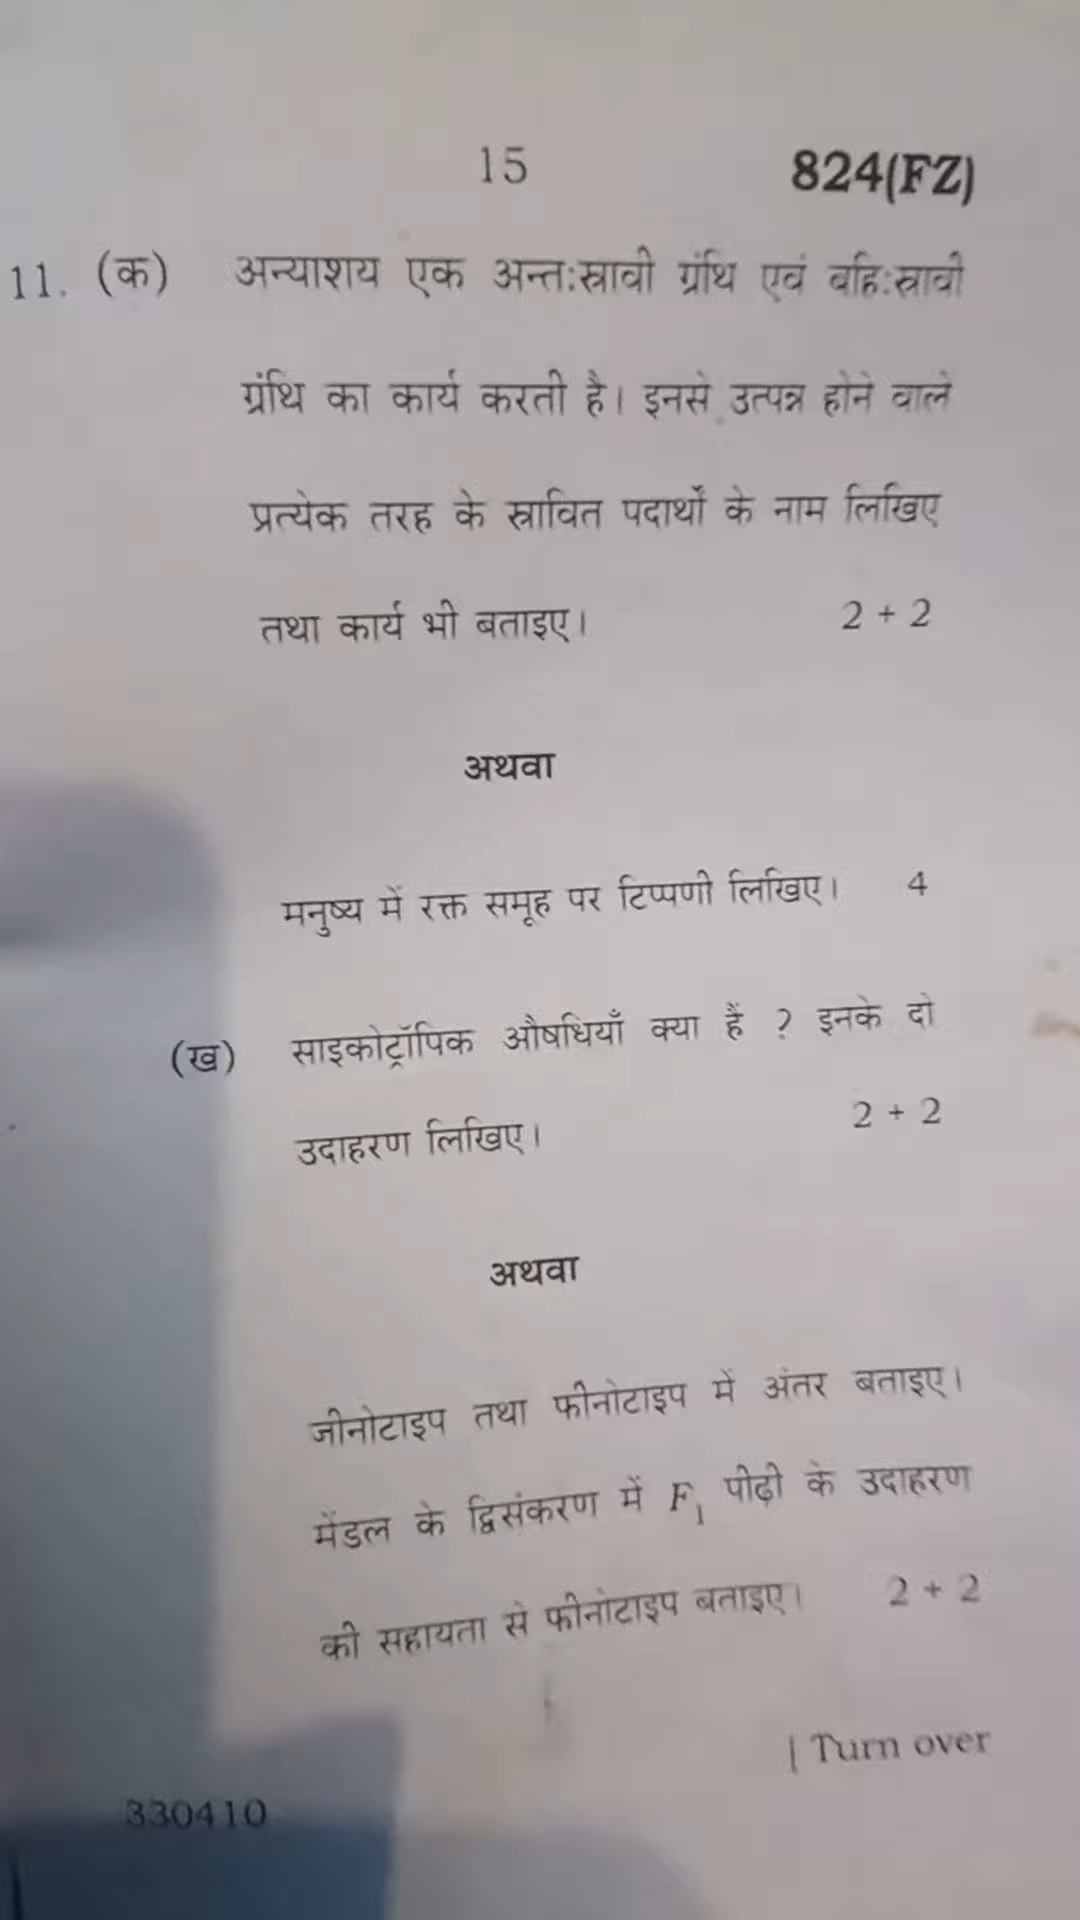 15 824(FZ)
11. (क) अन्याशय एक अन्तःस्रावी ग्रंथि एवं बहिःस्रावी
ग्रंथि का कार्य करती है। इनसे उत्पन्न होने वाले
प्रत्येक तरह के स्रावित पदार्थों के नाम लिखिए
तथा कार्य भी बताइए। 2 + 2
अथवा
मनुष्य में रक्त समूह पर टिप्पणी लिखिए। 4
(ख) साइकोट्रॉपिक औषधियाँ क्या हैं ? इनके दो
उदाहरण लिखिए। 2 + 2
अथवा
जीनोटाइप तथा फीनोटाइप में अंतर बताइए।
मेंडल के द्विसंकरण में F₁ पीढ़ी के उदाहरण
की सहायता से फीनोटाइप बताइए। 2 + 2
| Turn over
330410